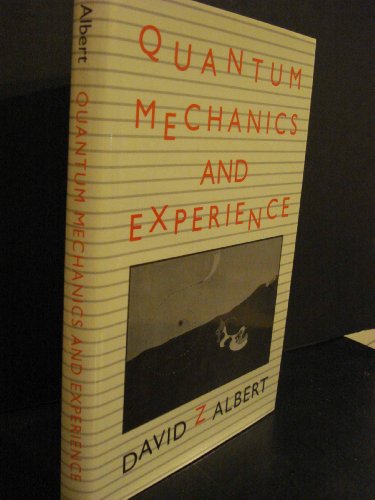 Albert QUANTUM MECHANICS AND EXPERIENCE
QUANTUM
MECHANICS
AND
EXPERIENCE
DAVID Z ALBERT